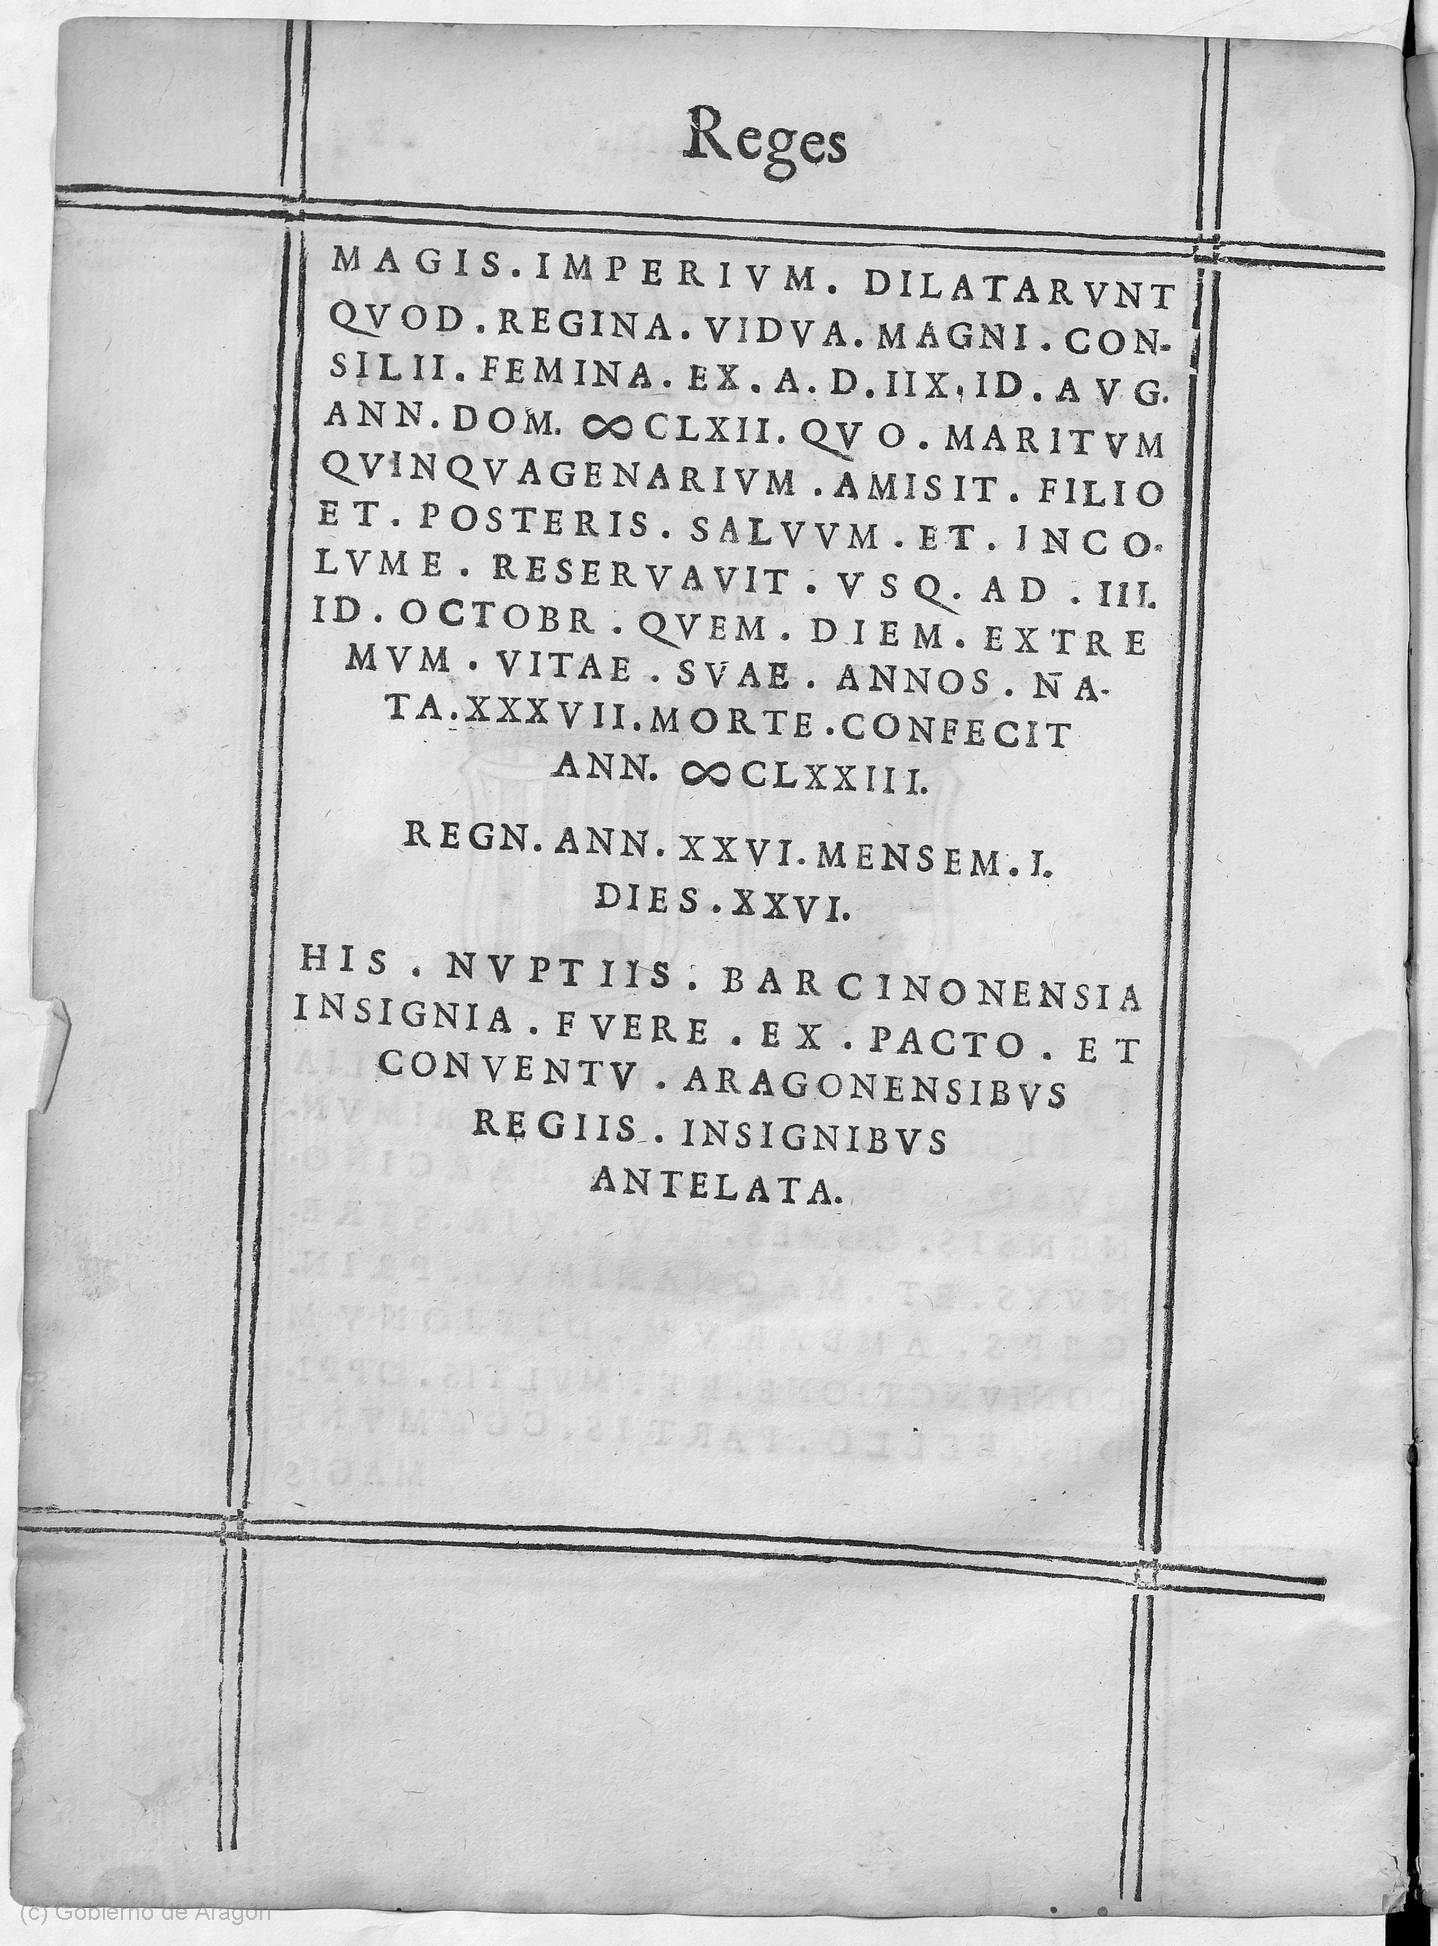 Reges
MAGIS.IMPERIVM. DILATARVNT
QVOD.REGINA.VIDVA.MAGNI.CON-
SILII.FEMINA.EX.A.D.IIX.ID.AVG.
ANN.DOM. ∞CLXII.QVO.MARITVM
QVINQVAGENARIVM.AMISIT.FILIO
ET.POSTERIS.SALVVM.ET.INCO-
LVME.RESERVAVIT.VSQ.AD.III.
ID.OCTOBR.QVEM.DIEM.EXTRE
MVM.VITAE.SVAE.ANNOS.NA-
TA.XXXVII.MORTE.CONFECIT
ANN. ∞CLXXIII.
REGN.ANN.XXVI.MENSEM.I.
DIES.XXVI.
HIS.NVPTIIS.BARCINONENSIA
INSIGNIA.FVERE.EX.PACTO.ET
CONVENTV.ARAGONENSIBVS
REGIIS.INSIGNIBVS
ANTELATA.
(c) Gobierno de Aragón